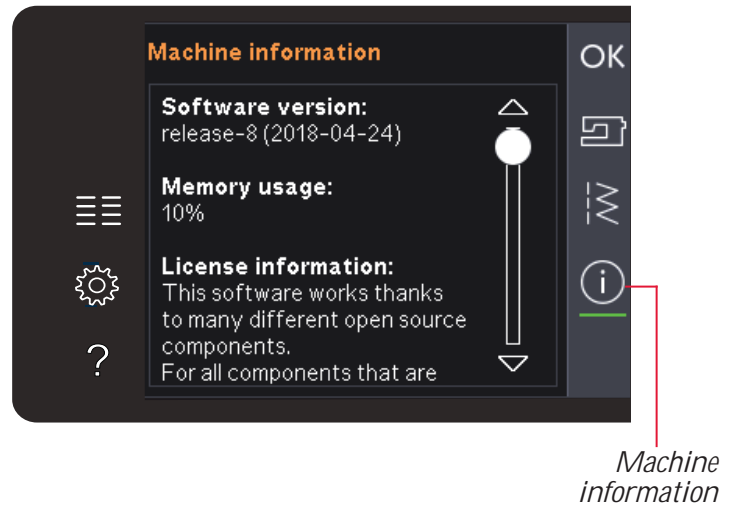 Machine information
OK
Software version:
release-8 (2018-04-24)
Memory usage:
10%
License information:
This software works thanks
to many different open source
components.
For all components that are
?
i
Machine
information